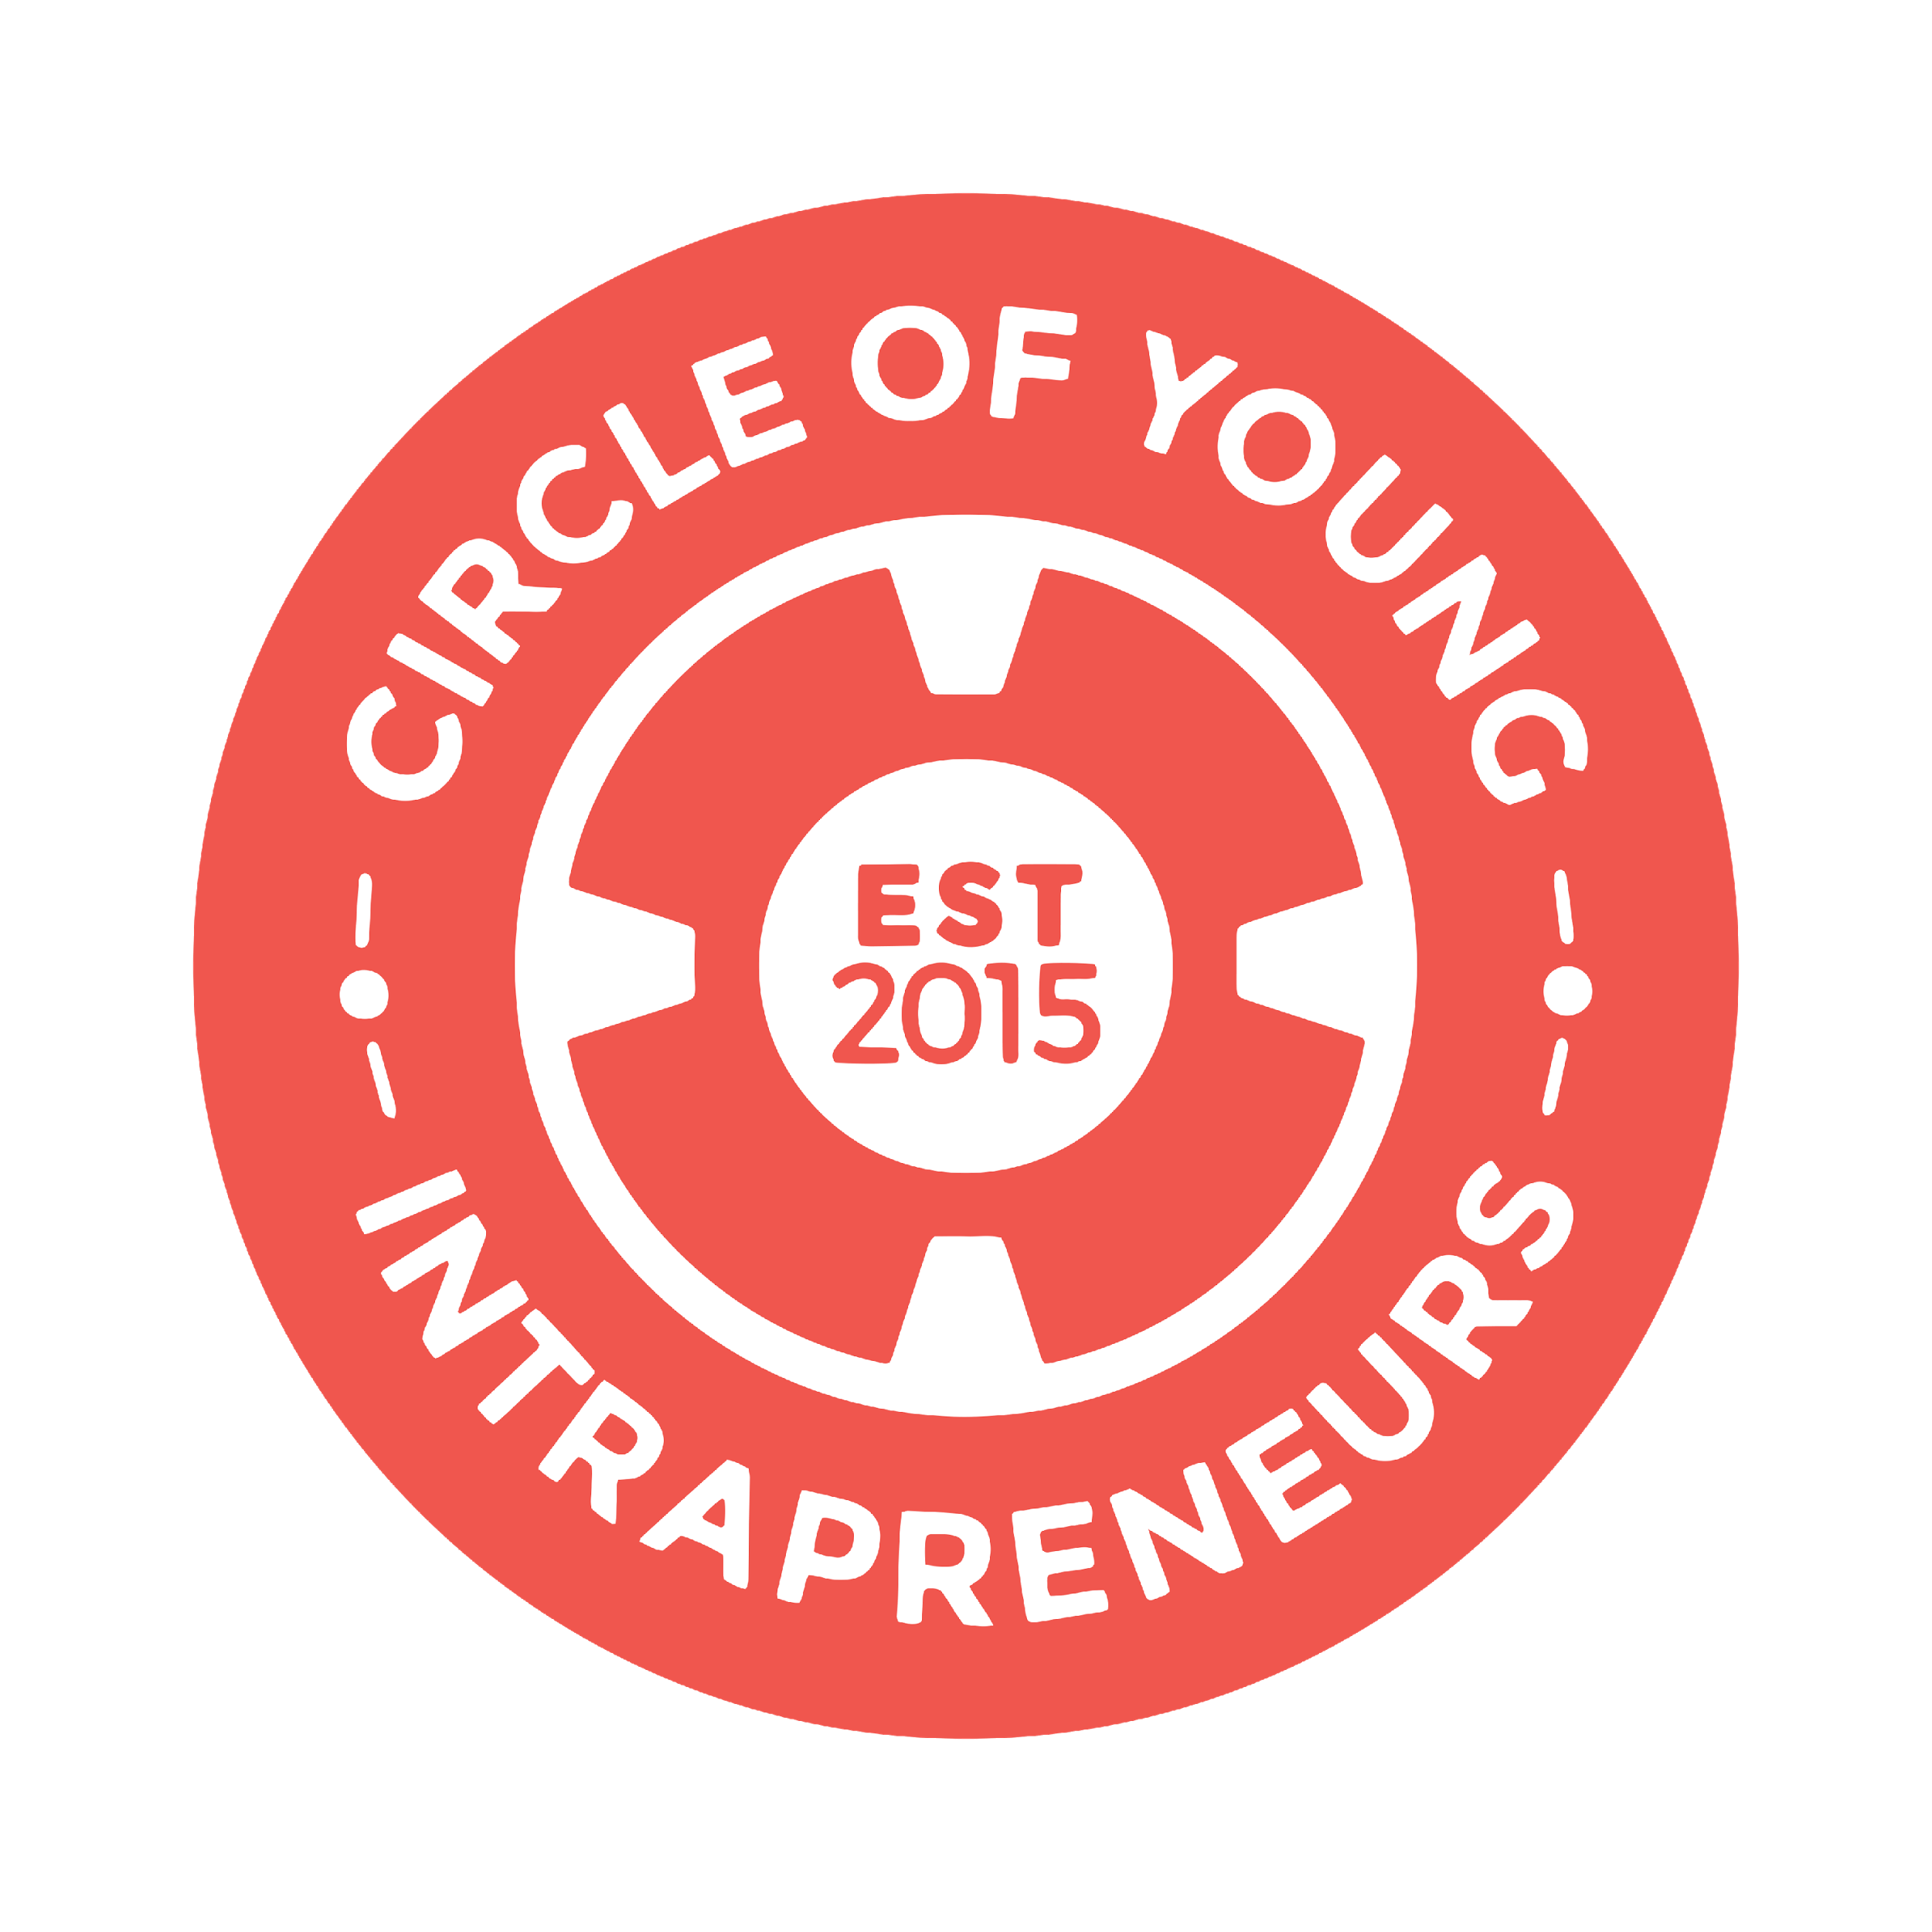 CIRCLE OF YOUNG
INTRAPRENEURS
EST
2015